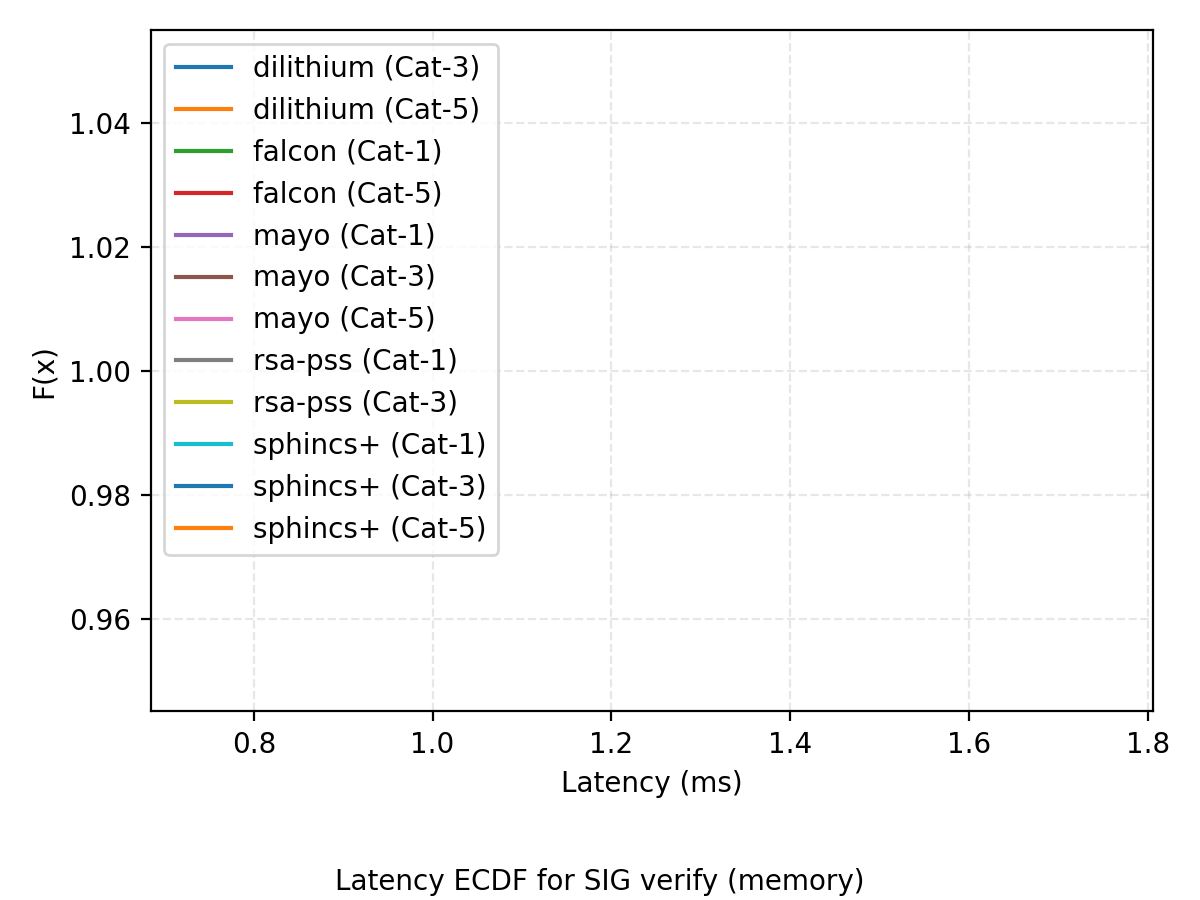 dilithium (Cat-3)
dilithium (Cat-5)
falcon (Cat-1)
falcon (Cat-5)
mayo (Cat-1)
mayo (Cat-3)
mayo (Cat-5)
rsa-pss (Cat-1)
rsa-pss (Cat-3)
sphincs+ (Cat-1)
sphincs+ (Cat-3)
sphincs+ (Cat-5)
1.04
1.02
1.00
0.98
0.96
F(x)
0.8 1.0 1.2 1.4 1.6 1.8
Latency (ms)
Latency ECDF for SIG verify (memory)